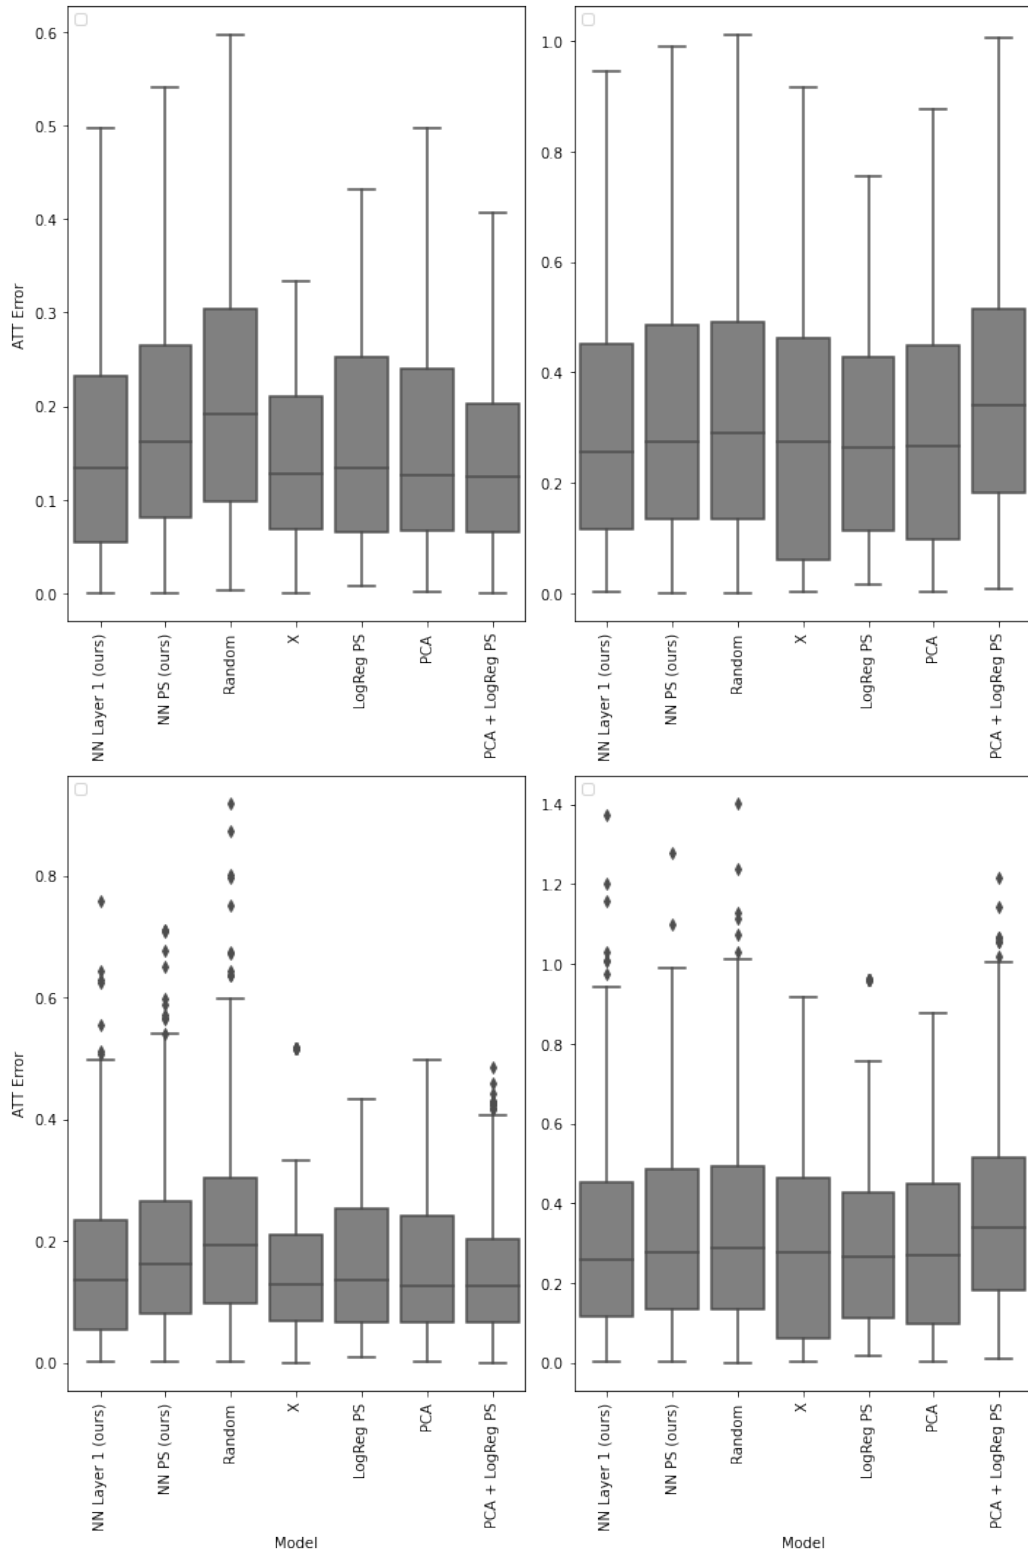 0.6
0.5
0.4
0.3
0.2
0.1
0.0
ATT Error
NN Layer 1 (ours)
NN PS (ours)
Random
X
LogReg PS
PCA
PCA + LogReg PS
1.0
0.8
0.6
0.4
0.2
0.0
NN Layer 1 (ours)
NN PS (ours)
Random
X
LogReg PS
PCA
PCA + LogReg PS
0.8
0.6
0.4
0.2
0.0
ATT Error
NN Layer 1 (ours)
NN PS (ours)
Random
X
LogReg PS
PCA
PCA + LogReg PS
Model
1.4
1.2
1.0
0.8
0.6
0.4
0.2
0.0
NN Layer 1 (ours)
NN PS (ours)
Random
X
LogReg PS
PCA
PCA + LogReg PS
Model